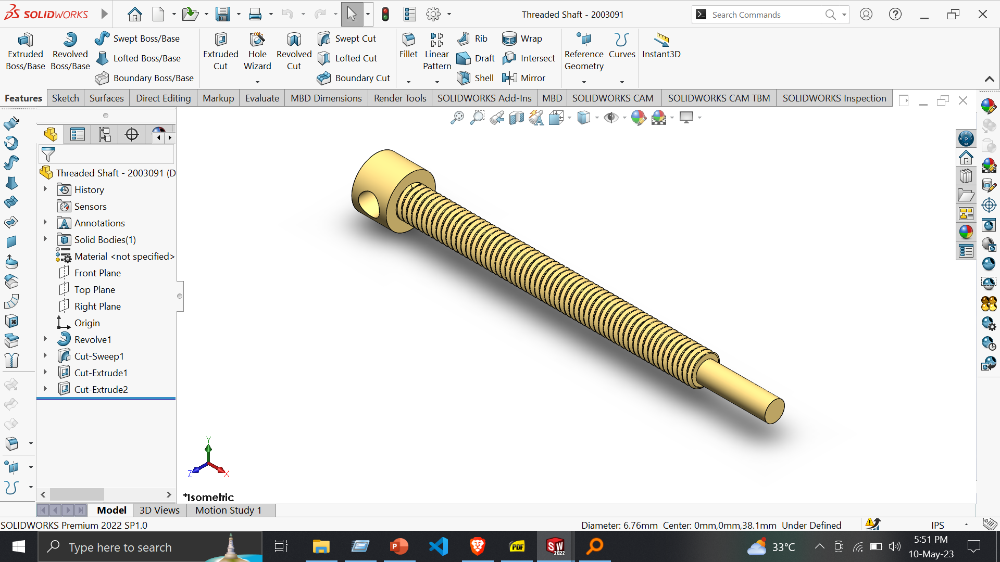 SOLIDWORKS
Threaded Shaft - 2003091
Search Commands
Extruded Boss/Base
Revolved Boss/Base
Swept Boss/Base
Lofted Boss/Base
Boundary Boss/Base
Extruded Cut
Hole Wizard
Revolved Cut
Swept Cut
Lofted Cut
Boundary Cut
Fillet
Linear Pattern
Rib
Draft
Shell
Wrap
Intersect
Mirror
Reference Geometry
Curves
Instant3D
Features Sketch Surfaces Direct Editing Markup Evaluate MBD Dimensions Render Tools SOLIDWORKS Add-Ins MBD SOLIDWORKS CAM SOLIDWORKS CAM TBM SOLIDWORKS Inspection
Threaded Shaft - 2003091 (D
History
Sensors
Annotations
Solid Bodies(1)
Material <not specified>
Front Plane
Top Plane
Right Plane
Origin
Revolve1
Cut-Sweep1
Cut-Extrude1
Cut-Extrude2
Y
Z X
*Isometric
Model 3D Views Motion Study 1
SOLIDWORKS Premium 2022 SP1.0
Diameter: 6.76mm Center: 0mm,0mm,38.1mm Under Defined
IPS
Type here to search
P
PDF
SW
2022
33°C
5:51 PM
10-May-23